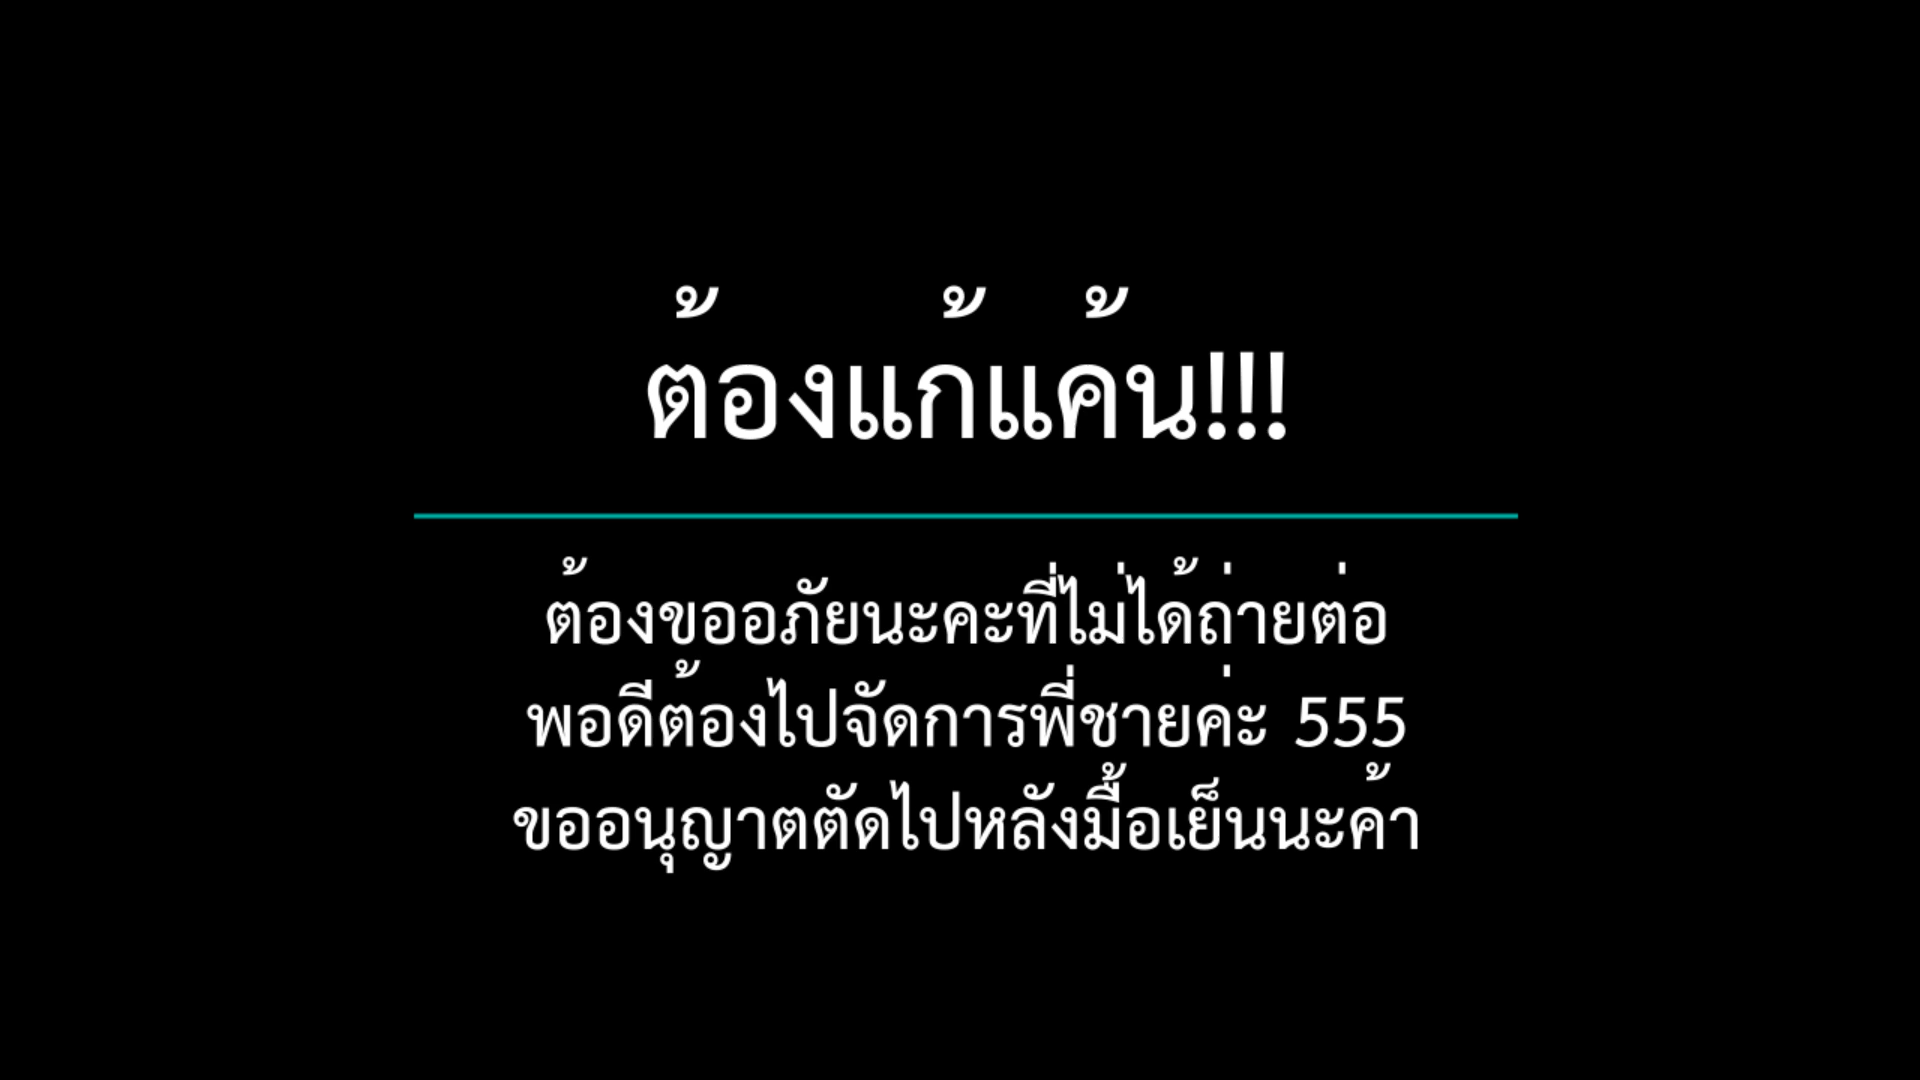 ต้องแก้แค้น!!!
ต้องขออภัยนะคะที่ไม่ได้ถ่ายต่อ
พอดีต้องไปจัดการพี่ชายค่ะ 555
ขออนุญาตตัดไปหลังมื้อเย็นนะค้า